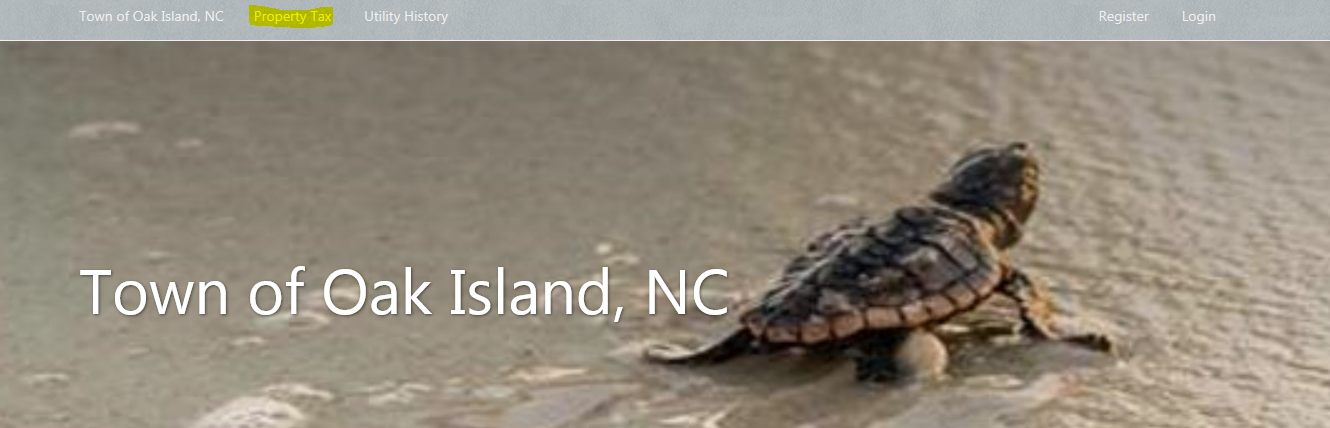 Town of Oak Island, NC Property Tax Utility History Register Login
Town of Oak Island, NC